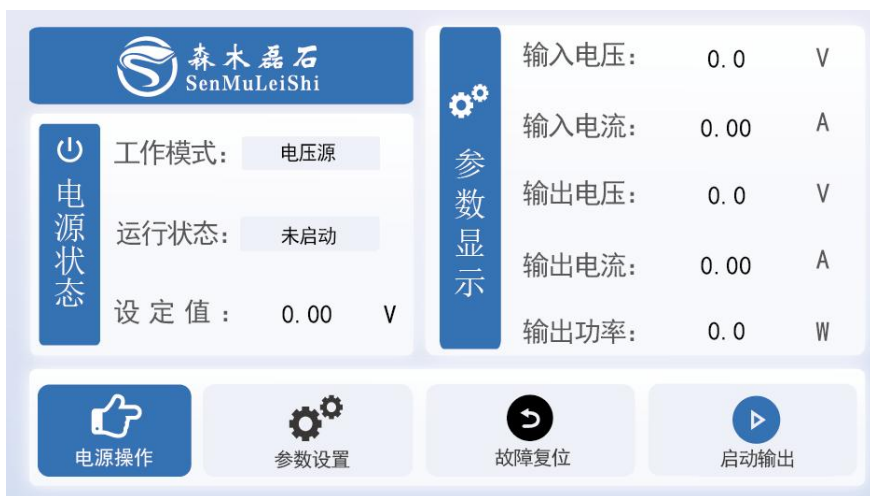 森木磊石
SenMuLeiShi
电源状态
工作模式： 电压源
运行状态： 未启动
设定值： 0.00 V
参数显示
输入电压： 0.0 V
输入电流： 0.00 A
输出电压： 0.0 V
输出电流： 0.00 A
输出功率： 0.0 W
电源操作 参数设置 故障复位 启动输出